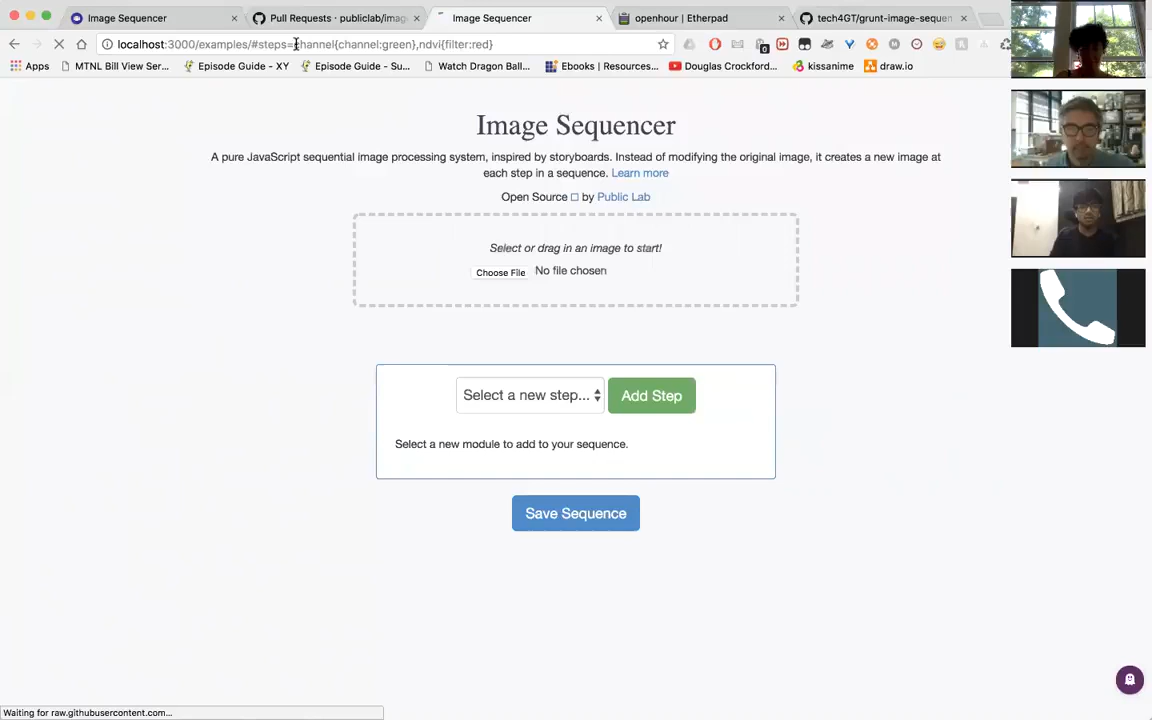 Image Sequencer
Pull Requests · publiclab/imag
Image Sequencer
openhour | Etherpad
tech4GT/grunt-image-sequen
localhost:3000/examples/#steps=channel{channel:green},ndvi{filter:red}
Apps
MTNL Bill View Ser...
Episode Guide - XY
Episode Guide - Su...
Watch Dragon Ball...
Ebooks | Resources...
Douglas Crockford...
kissanime
draw.io
Image Sequencer
A pure JavaScript sequential image processing system, inspired by storyboards. Instead of modifying the original image, it creates a new image at
each step in a sequence. Learn more
Open Source by Public Lab
Select or drag in an image to start!
Choose File No file chosen
Select a new step...
Add Step
Select a new module to add to your sequence.
Save Sequence
Waiting for raw.githubusercontent.com...